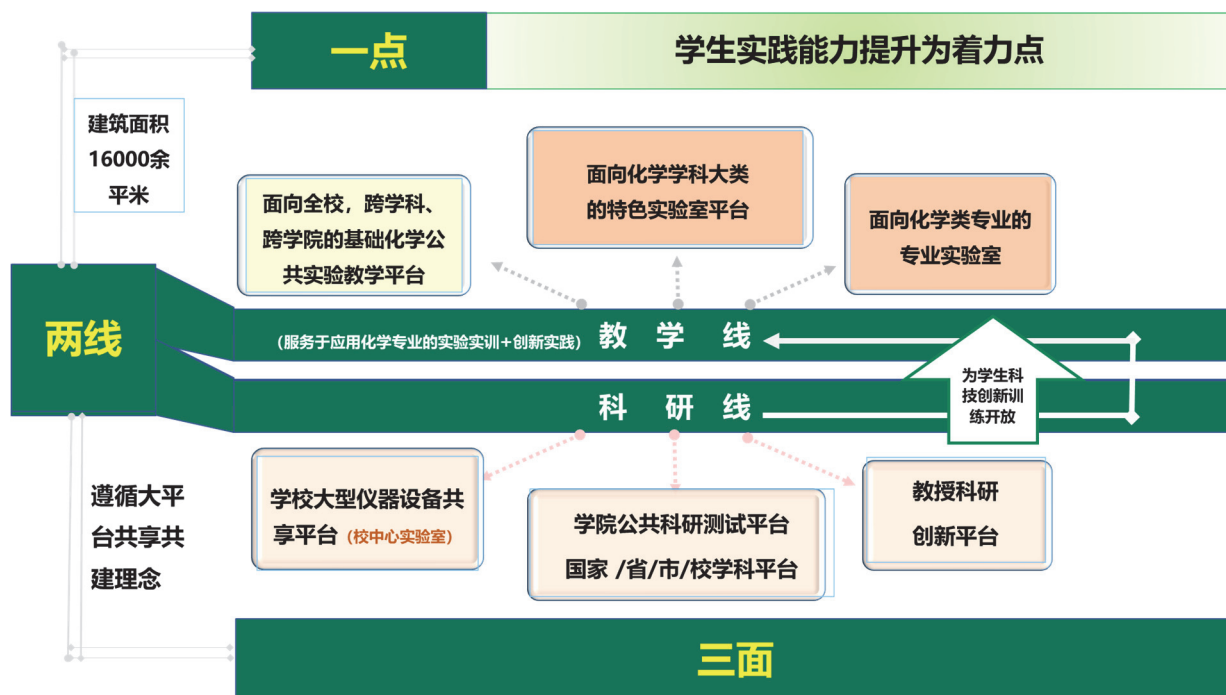 一点
学生实践能力提升为着力点
建筑面积
16000余
平米
面向全校，跨学科、
跨学院的基础化学公
共实验教学平台
面向化学学科大类
的特色实验室平台
面向化学类专业的
专业实验室
两线
（服务于应用化学专业的实验实训+创新实践） 教 学 线
科 研 线
为学生科
技创新训
练开放
遵循大平
台共享共
建理念
学校大型仪器设备共
享平台（校中心实验室）
学院公共科研测试平台
国家 /省/市/校学科平台
教授科研
创新平台
三面